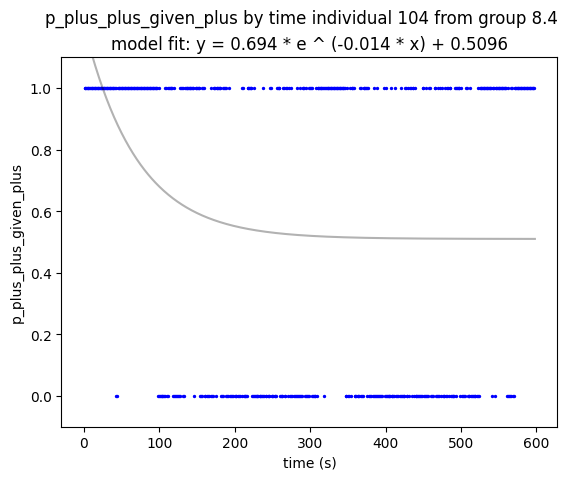 p_plus_plus_given_plus by time individual 104 from group 8.4
model fit: y = 0.694 * e ^ (-0.014 * x) + 0.5096
1.0
0.8
0.6
0.4
0.2
0.0
p_plus_plus_given_plus
0 100 200 300 400 500 600
time (s)